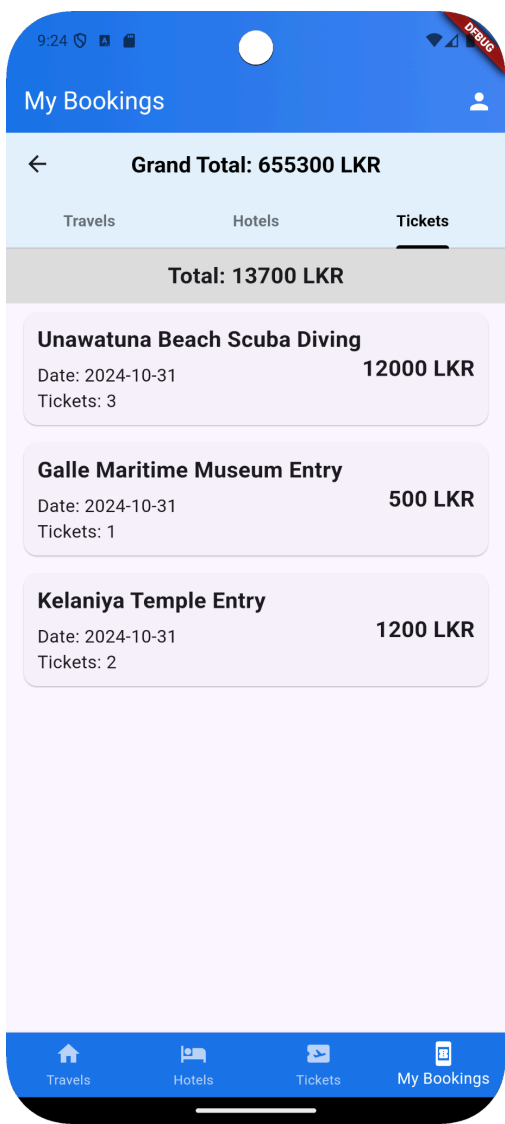 9:24
DEBUG
My Bookings
Grand Total: 655300 LKR
Travels Hotels Tickets
Total: 13700 LKR
Unawatuna Beach Scuba Diving
12000 LKR
Date: 2024-10-31
Tickets: 3
Galle Maritime Museum Entry
500 LKR
Date: 2024-10-31
Tickets: 1
Kelaniya Temple Entry
1200 LKR
Date: 2024-10-31
Tickets: 2
Travels Hotels Tickets My Bookings